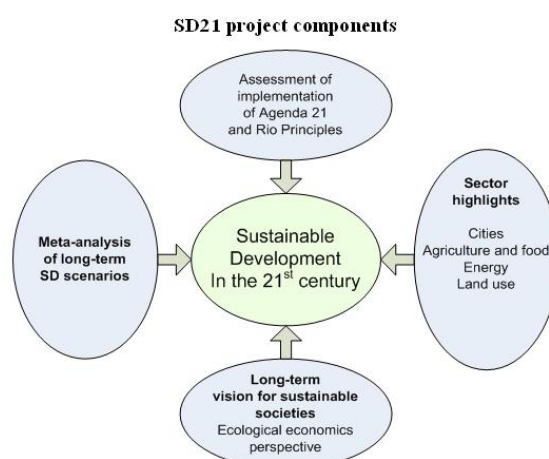 SD21 project components
Assessment of
implementation
of Agenda 21
and Rio Principles
Meta-analysis
of long-term
SD scenarios
Sustainable
Development
In the 21st century
Sector
highlights
Cities
Agriculture and food
Energy
Land use
Long-term
vision for sustainable
societies
Ecological economics
perspective